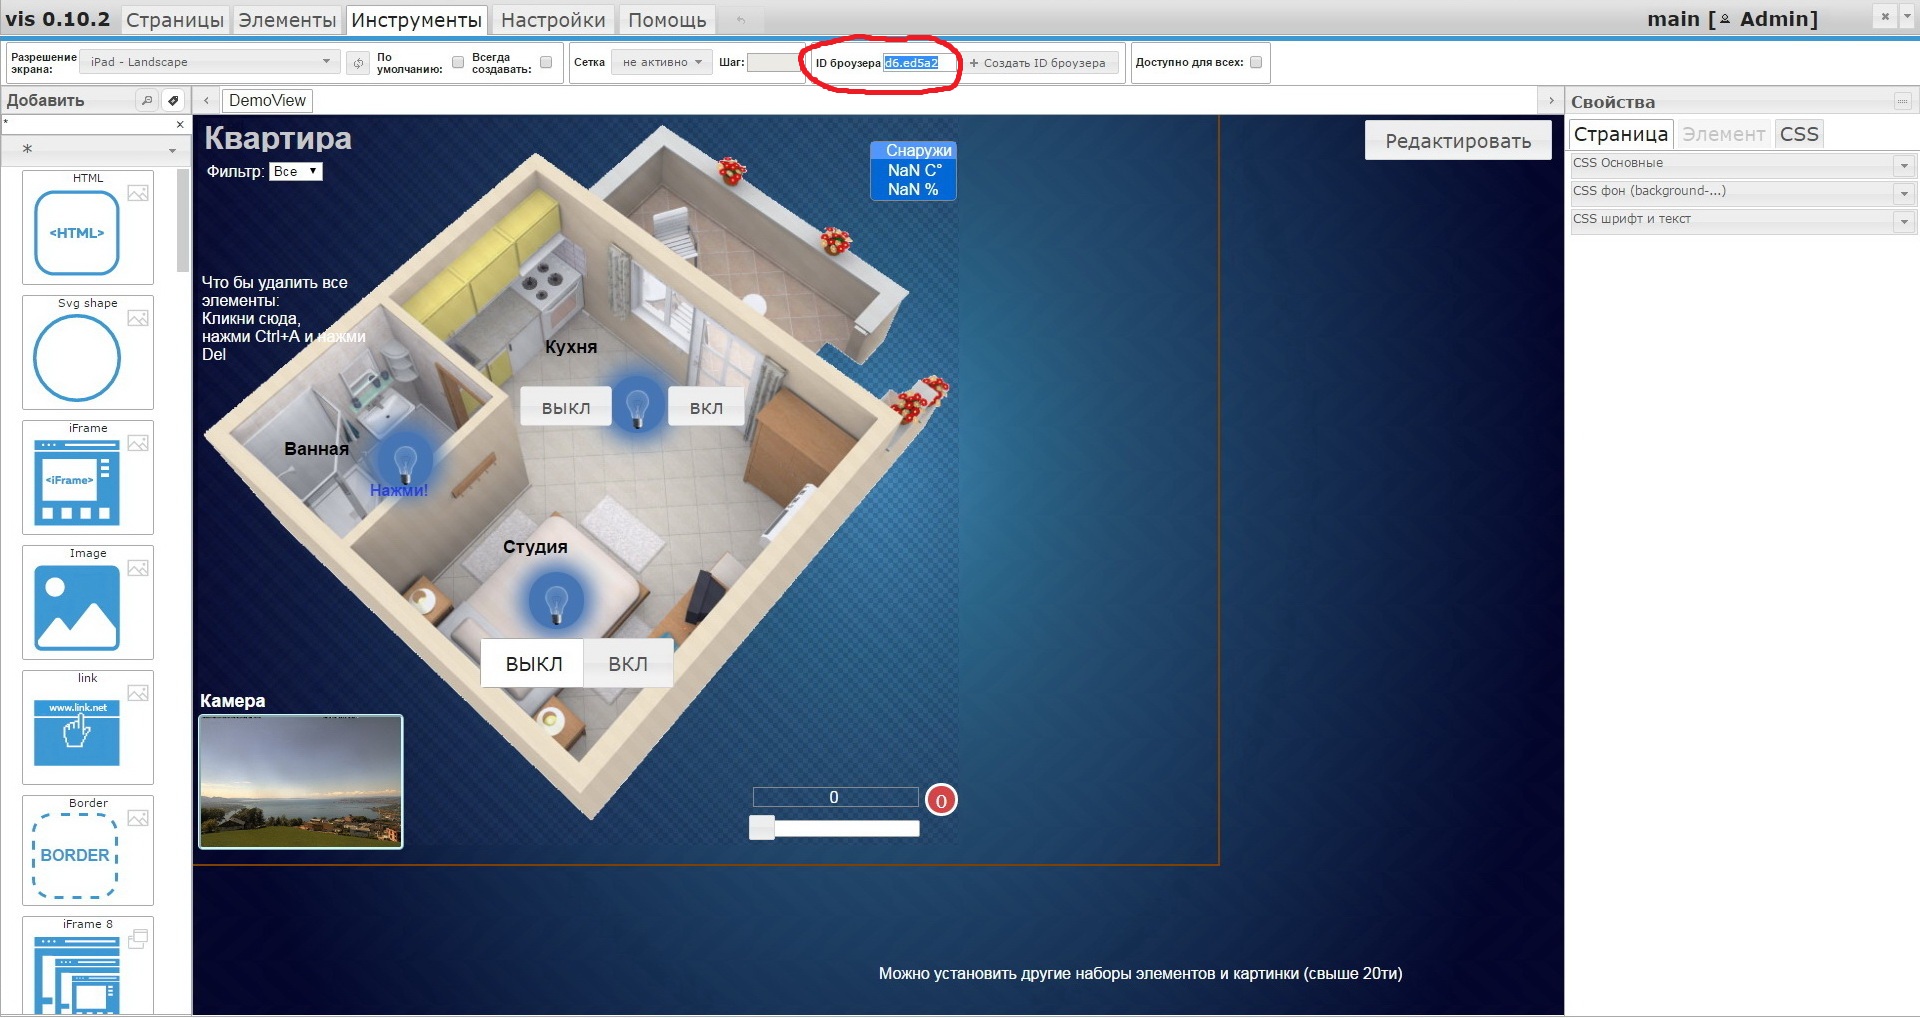 vis 0.10.2 Страницы Элементы Инструменты Настройки Помощь main [ Admin]
Разрешение экрана: iPad - Landscape По умолчанию: Всегда создавать: Сетка не активно Шаг: ID броузера d6.ed5a2 + Создать ID броузера Доступно для всех:
Добавить
DemoView
Свойства
*
*
HTML
<HTML>
Svg shape
iFrame
<iFrame>
Image
link
www.link.net
Border
BORDER
iFrame 8
Квартира
Фильтр: Все
Снаружи
NaN C°
NaN %
Редактировать
Что бы удалить все
элементы:
Кликни сюда,
нажми Ctrl+A и нажми
Del
Кухня
ВЫКЛ ВКЛ
Ванная
Нажми!
Студия
ВЫКЛ ВКЛ
Камера
0
0
Можно установить другие наборы элементов и картинки (свыше 20ти)
Страница Элемент CSS
CSS Основные
CSS фон (background-...)
CSS шрифт и текст